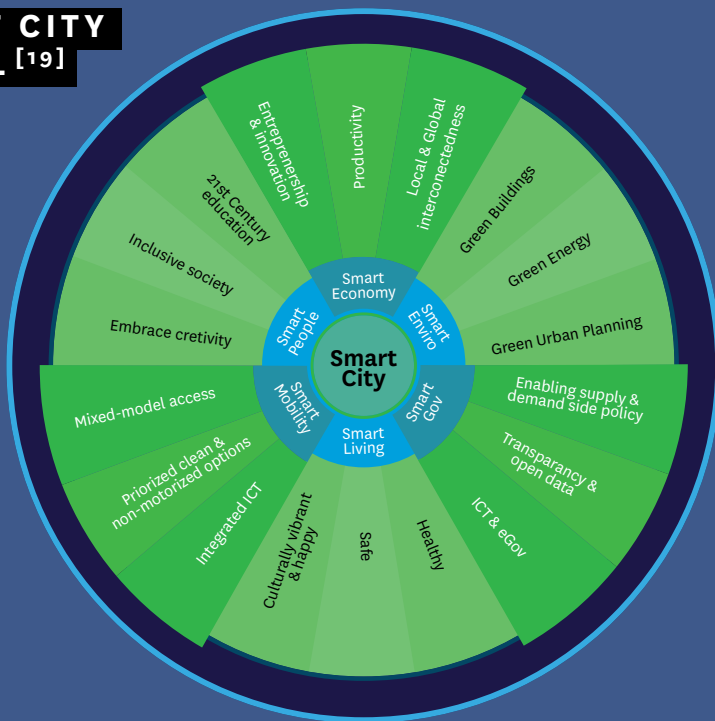 CITY
[19]
Entreprenership
& innovation
Productivity
Local & Global
interconectedness
Green Buildings
Green Energy
Green Urban Planning
Enabling supply &
demand side policy
Transparancy &
open data
ICT & eGov
Healthy
Safe
Culturally vibrant
& happy
Integrated ICT
Priorized clean &
non-motorized options
Mixed-model access
Embrace cretivity
Inclusive society
21st Century
education
Smart
Economy
Smart
Enviro
Smart
Gov
Smart
Living
Smart
Mobility
Smart
People
Smart
City